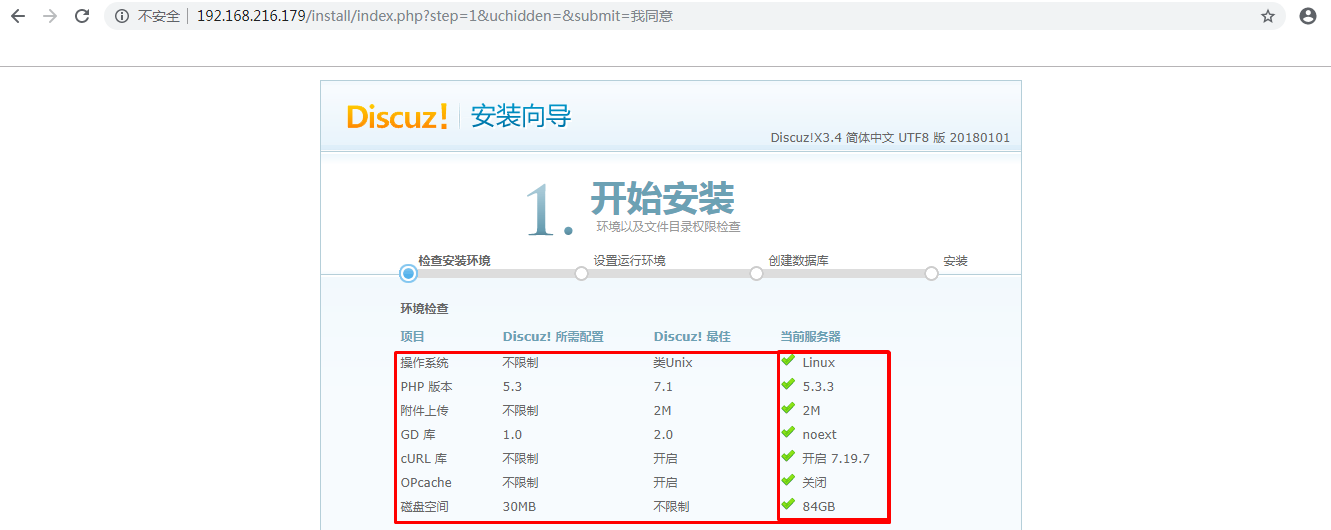 不安全 192.168.216.179/install/index.php?step=1&uchidden=&submit=我同意
Discuz! 安装向导
Discuz!X3.4 简体中文 UTF8 版 20180101
1. 开始安装
环境以及文件目录权限检查
检查安装环境 设置运行环境 创建数据库 安装
环境检查
项目 Discuz! 所需配置 Discuz! 最佳 当前服务器
操作系统 不限制 类Unix Linux
PHP 版本 5.3 7.1 5.3.3
附件上传 不限制 2M 2M
GD 库 1.0 2.0 noext
cURL 库 不限制 开启 开启 7.19.7
OPcache 不限制 开启 关闭
磁盘空间 30MB 不限制 84GB